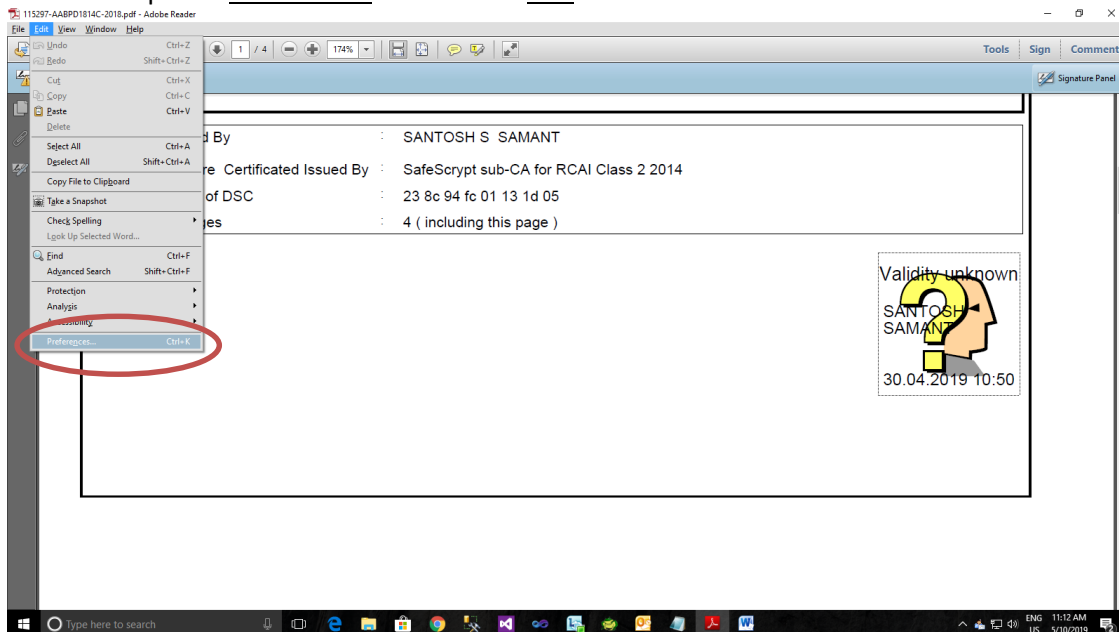 115297-AABPD1814C-2018.pdf - Adobe Reader
File Edit View Window Help
1 / 4 174% Tools Sign Comment
Signature Panel
Undo Ctrl+Z
Redo Shift+Ctrl+Z
Cut Ctrl+X
Copy Ctrl+C
Paste Ctrl+V
Delete
Select All Ctrl+A
Deselect All Shift+Ctrl+A
Copy File to Clipboard
Take a Snapshot
Check Spelling
Look Up Selected Word...
Find Ctrl+F
Advanced Search Shift+Ctrl+F
Protection
Analysis
Accessibility
Preferences... Ctrl+K
d By : SANTOSH S SAMANT
re Certificated Issued By : SafeScrypt sub-CA for RCAI Class 2 2014
of DSC : 23 8c 94 fc 01 13 1d 05
ges : 4 ( including this page )
Validity unknown
SANTOSH
SAMANT
30.04.2019 10:50
Type here to search
ENG 11:12 AM
US 5/10/2019